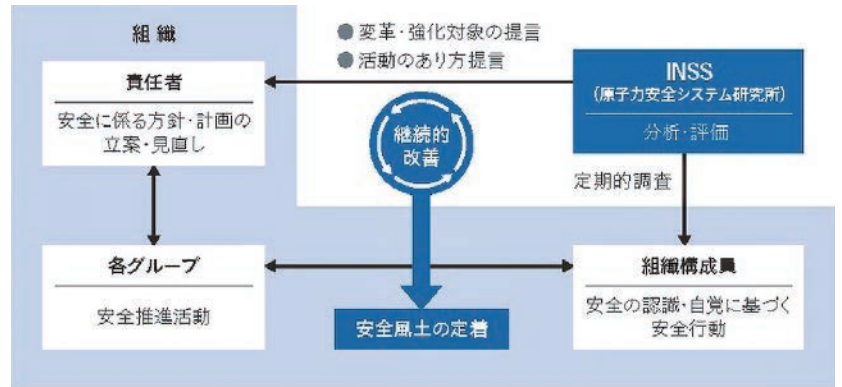 組織
● 変革・強化対象の提言
● 活動のあり方提言
責任者
安全に係る方針・計画の
立案・見直し
INSS
(原子力安全システム研究所)
分析・評価
継続的
改善
定期的調査
各グループ
安全推進活動
安全風土の定着
組織構成員
安全の認識・自覚に基づく
安全行動